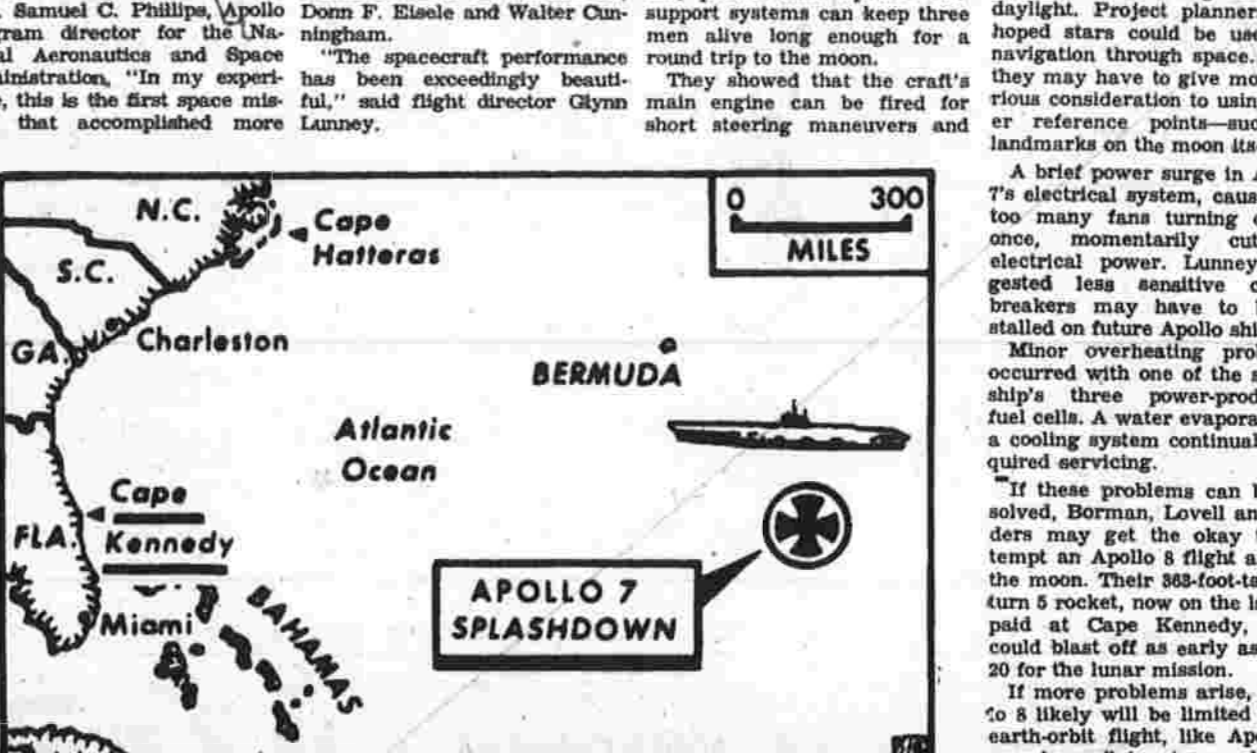 Samuel C. Phillips, Apollo
gram director for the Na-
al Aeronautics and Space
inistration, "In my experi-
, this is the first space mis-
that accomplished more
Donn F. Eisele and Walter Cun-
ningham.
"The spacecraft performance
has been exceedingly beauti-
ful," said flight director Glynn
Lunney.
support systems can keep three
men alive long enough for a
round trip to the moon.
They showed that the craft's
main engine can be fired for
short steering maneuvers and
daylight. Project planner
hoped stars could be use
navigation through space.
they may have to give mo
rious consideration to usin
er reference points—suc
landmarks on the moon its
A brief power surge in A
7's electrical system, caus
too many fans turning o
once, momentarily cut
electrical power. Lunney
gested less sensitive c
breakers may have to
stalled on future Apollo shi
Minor overheating prob
occurred with one of the s
ship's three power-prod
fuel cells. A water evapora
a cooling system continual
quired servicing.
If these problems can b
solved, Borman, Lovell an
ders may get the okay t
tempt an Apollo 8 flight a
the moon. Their 363-foot-ta
turn 5 rocket, now on the l
paid at Cape Kennedy,
could blast off as early as
20 for the lunar mission.
If more problems arise,
lo 8 likely will be limited
earth-orbit flight, like Ap
N.C.
Cape
Hatteras
0 300
MILES
S.C.
GA.
Charleston
BERMUDA
Atlantic
Ocean
Cape
Kennedy
FLA.
APOLLO 7
SPLASHDOWN
Miami
BAHAMAS